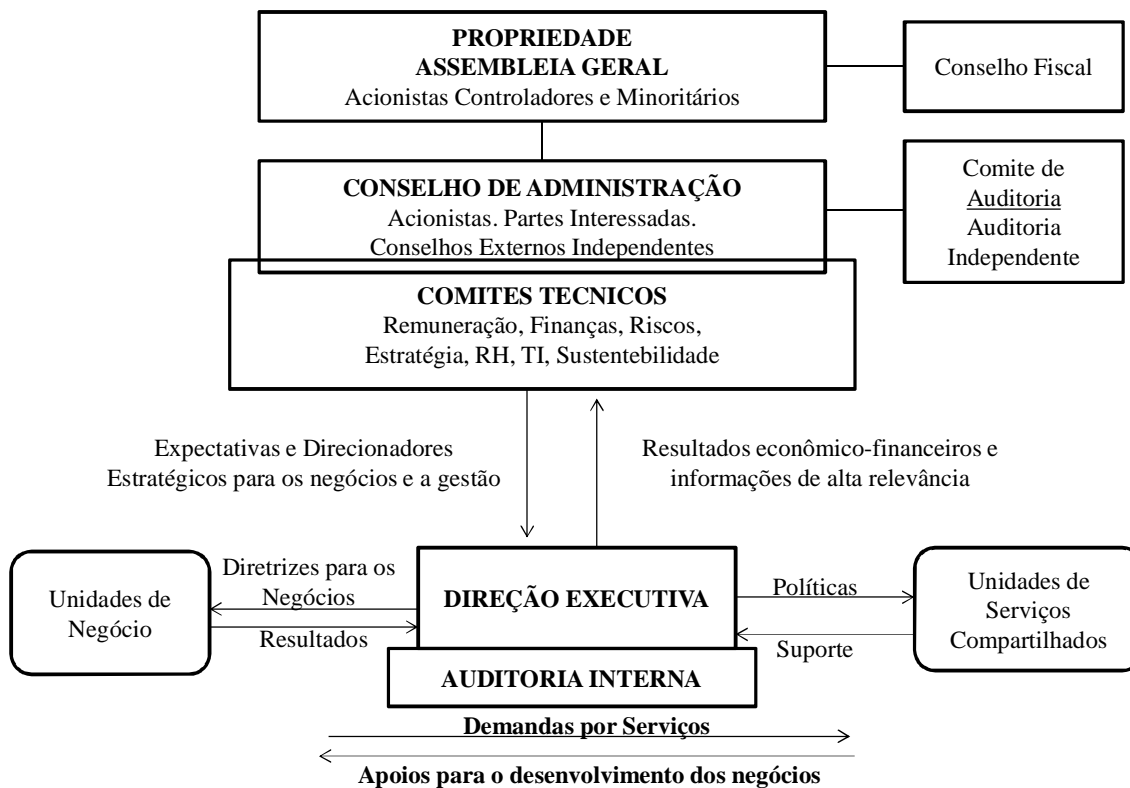 PROPRIEDADE
ASSEMBLEIA GERAL
Acionistas Controladores e Minoritários
Conselho Fiscal
CONSELHO DE ADMINISTRAÇÃO
Acionistas. Partes Interessadas.
Conselhos Externos Independentes
Comite de
Auditoria
Auditoria
Independente
COMITES TECNICOS
Remuneração, Finanças, Riscos,
Estratégia, RH, TI, Sustentebilidade
Expectativas e Direcionadores
Estratégicos para os negócios e a gestão
Resultados econômico-financeiros e
informações de alta relevância
Unidades de
Negócio
Diretrizes para os
Negócios
Resultados
DIREÇÃO EXECUTIVA
Políticas
Suporte
Unidades de
Serviços
Compartilhados
AUDITORIA INTERNA
Demandas por Serviços
Apoios para o desenvolvimento dos negócios